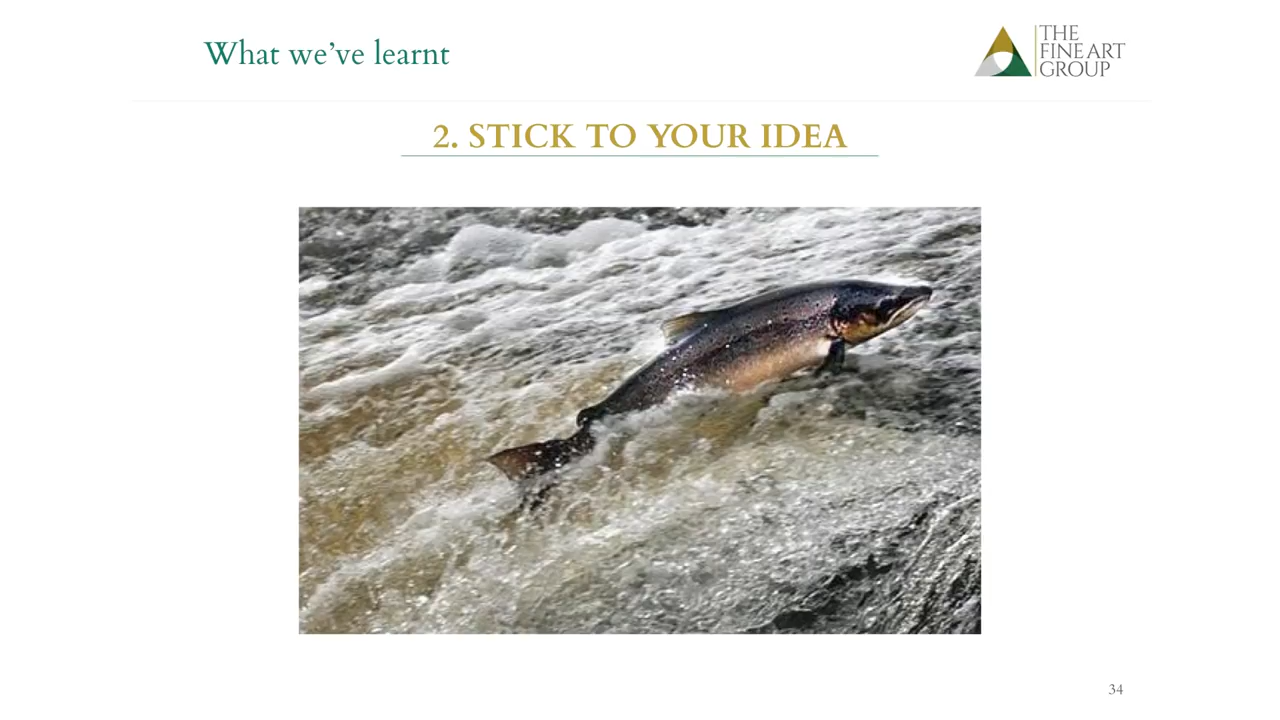 What we’ve learnt
THE
FINE ART
GROUP
2. STICK TO YOUR IDEA
34